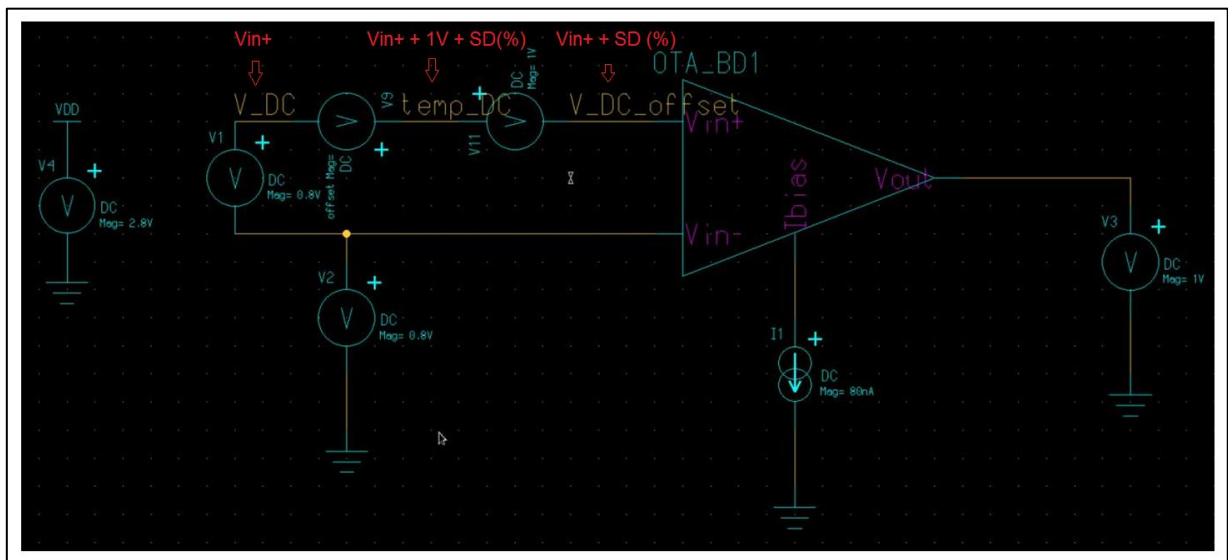 Vin+
Vin+ + 1V + SD(%)
Vin+ + SD (%)
OTA_BD1
VDD
V_DC
V9
temp_DC
DC
Mag= 1V
V_DC_offset
Vin+
V1
V11
V4
DC
Mag= 0.8V
offset Mag=
DC
DC
Mag= 2.8V
Ibias
Vout
Vin-
V3
DC
Mag= 1V
V2
DC
Mag= 0.8V
I1
DC
Mag= 80nA